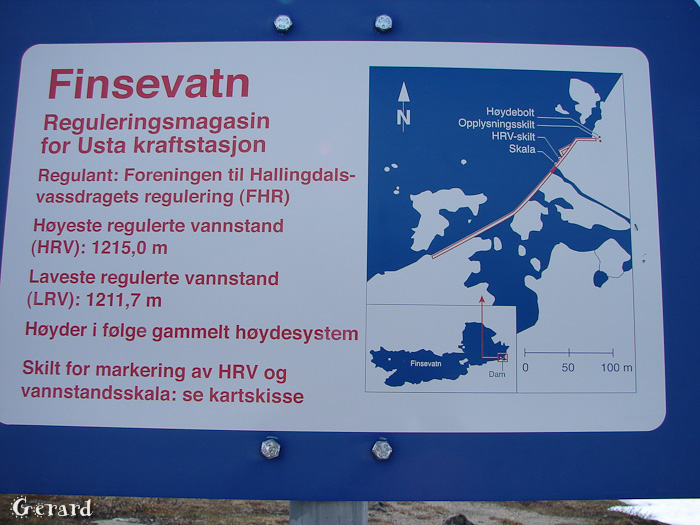 Finsevatn
Reguleringsmagasin
for Usta kraftstasjon
Regulant: Foreningen til Hallingdals-
vassdragets regulering (FHR)
Høyeste regulerte vannstand
(HRV): 1215,0 m
Laveste regulerte vannstand
(LRV): 1211,7 m
Høyder i følge gammelt høydesystem
Skilt for markering av HRV og
vannstandsskala: se kartskisse
N
Høydebolt
Opplysningsskilt
HRV-skilt
Skala
Finsevatn
Dam
0 50 100 m
Gerard